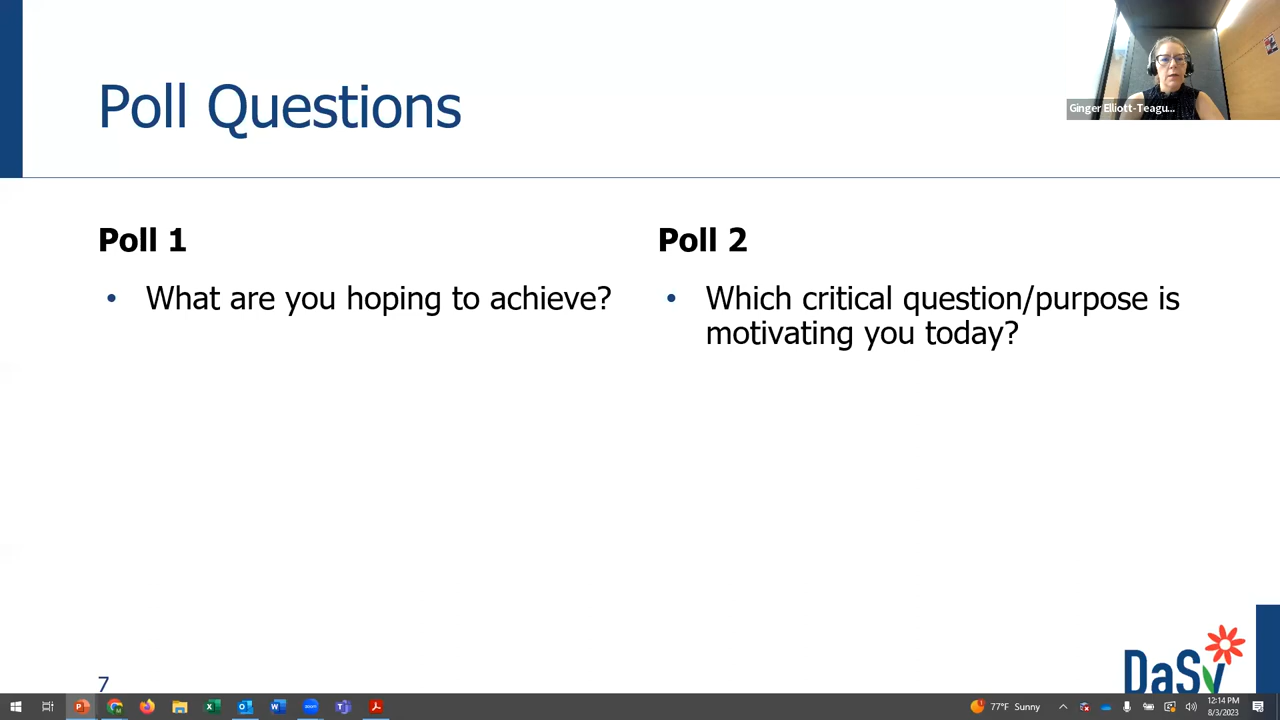 Poll Questions
Ginger Elliott-Teagu...
Poll 1
What are you hoping to achieve?
Poll 2
Which critical question/purpose is
motivating you today?
7
DaSy
77°F Sunny
12:14 PM
8/3/2023